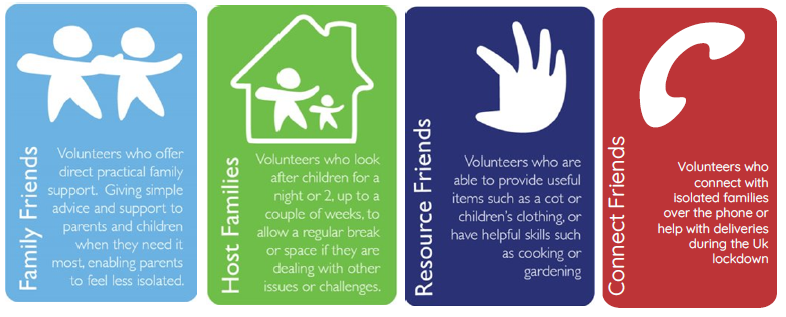 Family Friends
Volunteers who offer
direct practical family
support. Giving simple
advice and support to
parents and children
when they need it
most, enabling parents
to feel less isolated.
Host Families
Volunteers who look
after children for a
night or 2, up to a
couple of weeks, to
allow a regular break
or space if they are
dealing with other
issues or challenges.
Resource Friends
Volunteers who are
able to provide useful
items such as a cot or
children's clothing, or
have helpful skills such
as cooking or
gardening
Connect Friends
Volunteers who
connect with
isolated families
over the phone or
help with deliveries
during the Uk
lockdown